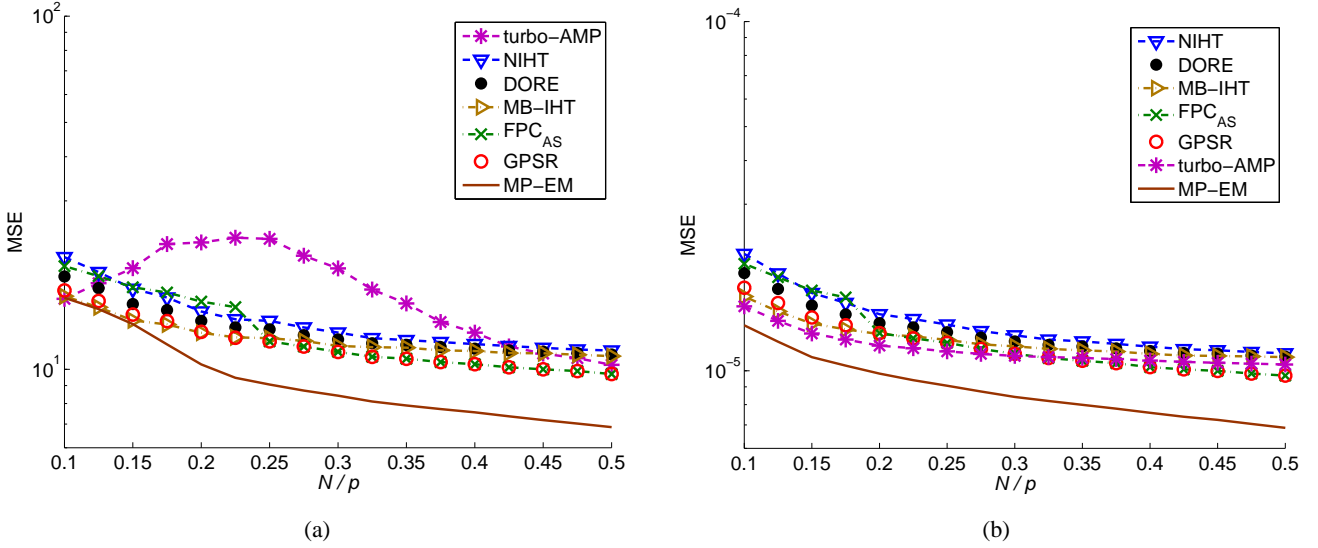 10^2
10^1
MSE
turbo-AMP
NIHT
DORE
MB-IHT
FPC_AS
GPSR
MP-EM
0.1 0.15 0.2 0.25 0.3 0.35 0.4 0.45 0.5
N / p
(a)
10^-4
10^-5
MSE
NIHT
DORE
MB-IHT
FPC_AS
GPSR
turbo-AMP
MP-EM
0.1 0.15 0.2 0.25 0.3 0.35 0.4 0.45 0.5
N / p
(b)